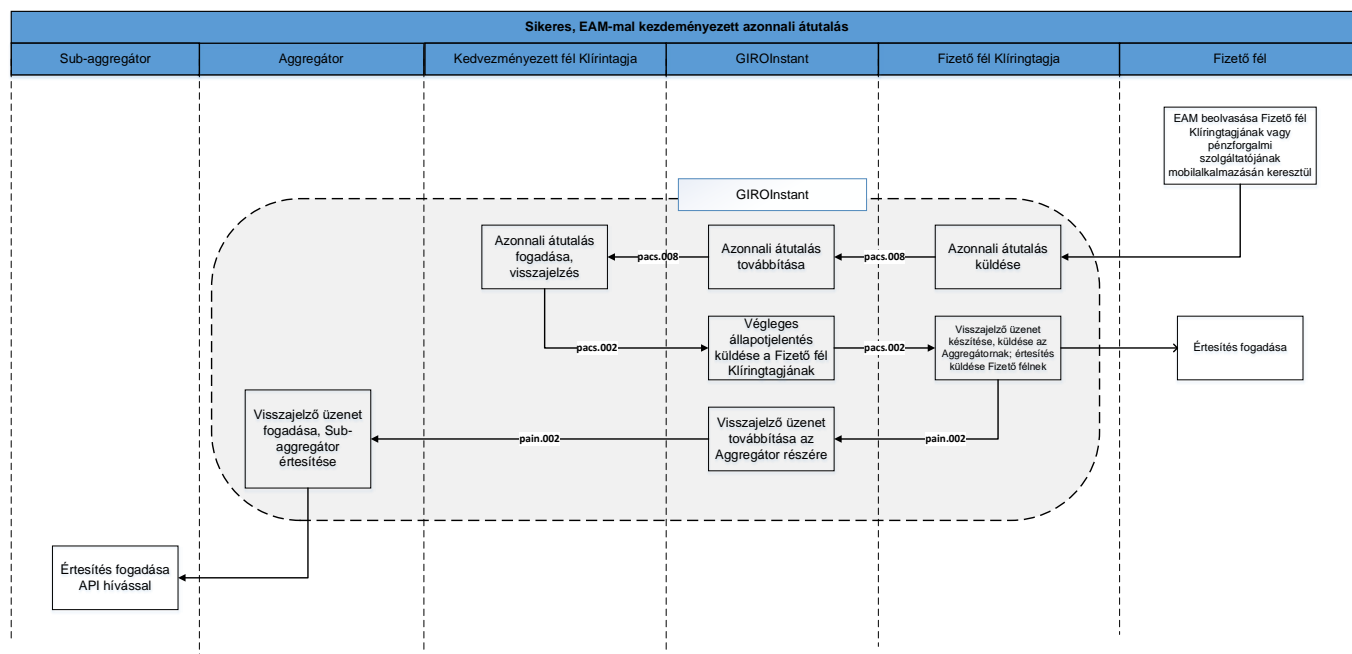 Sikeres, EAM-mal kezdeményezett azonnali átutalás
Sub-aggregátor
Aggregátor
Kedvezményezett fél Klírintagja
GIROInstant
Fizető fél Klíringtagja
Fizető fél
EAM beolvasása Fizető fél
Klíringtagjának vagy
pénzforgalmi
szolgáltatójának
mobilalkalmazásán keresztül
GIROInstant
Azonnali átutalás
fogadása,
visszajelzés
pacs.008
Azonnali átutalás
továbbítása
pacs.008
Azonnali átutalás
küldése
pacs.002
Végleges
állapotjelentés
küldése a Fizető fél
Klíringtagjának
pacs.002
Visszajelző üzenet
készítése, küldése az
Aggregátornak; értesítés
küldése Fizető félnek
Értesítés fogadása
Visszajelző üzenet
fogadása, Sub-
aggregátor
értesítése
pain.002
Visszajelző üzenet
továbbítása az
Aggregátor részére
pain.002
Értesítés fogadása
API hívással